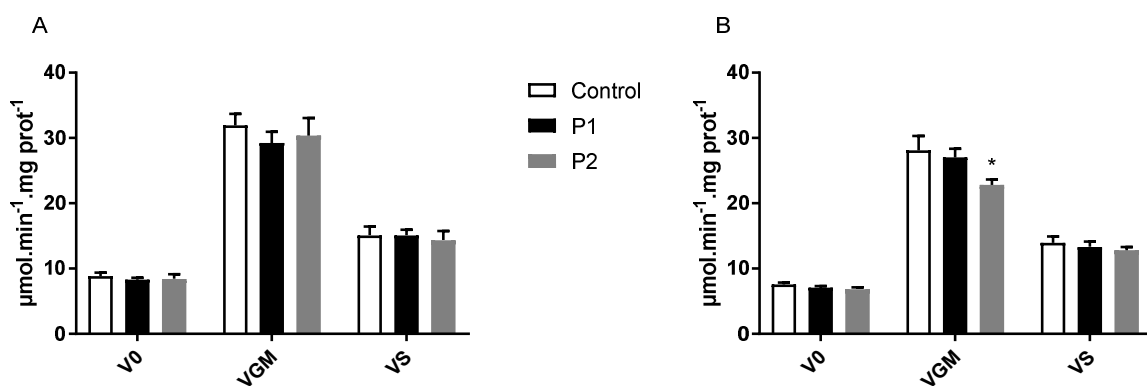 A
40
30
20
10
0
µmol.min⁻¹.mg prot⁻¹
V0
VGM
VS
Control
P1
P2
B
40
30
20
10
0
µmol.min⁻¹.mg prot⁻¹
*
V0
VGM
VS